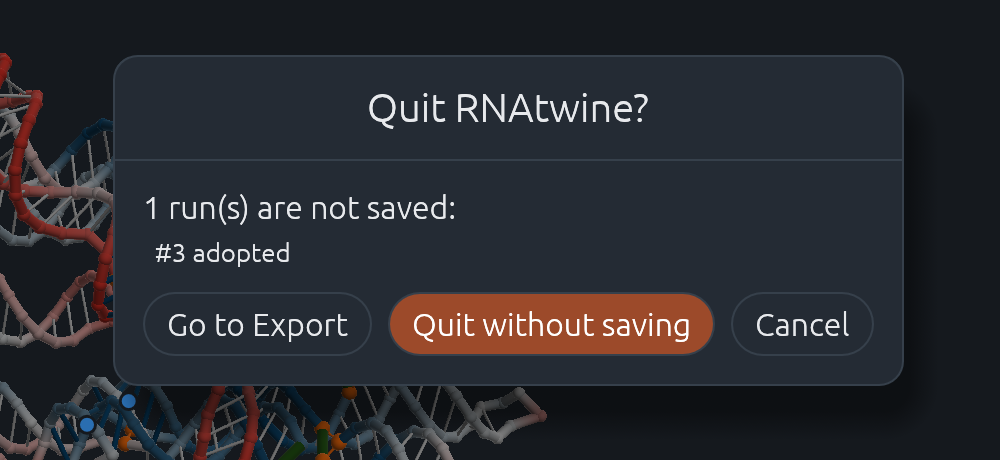 Quit RNAtwine?
1 run(s) are not saved:
#3 adopted
Go to Export
Quit without saving
Cancel